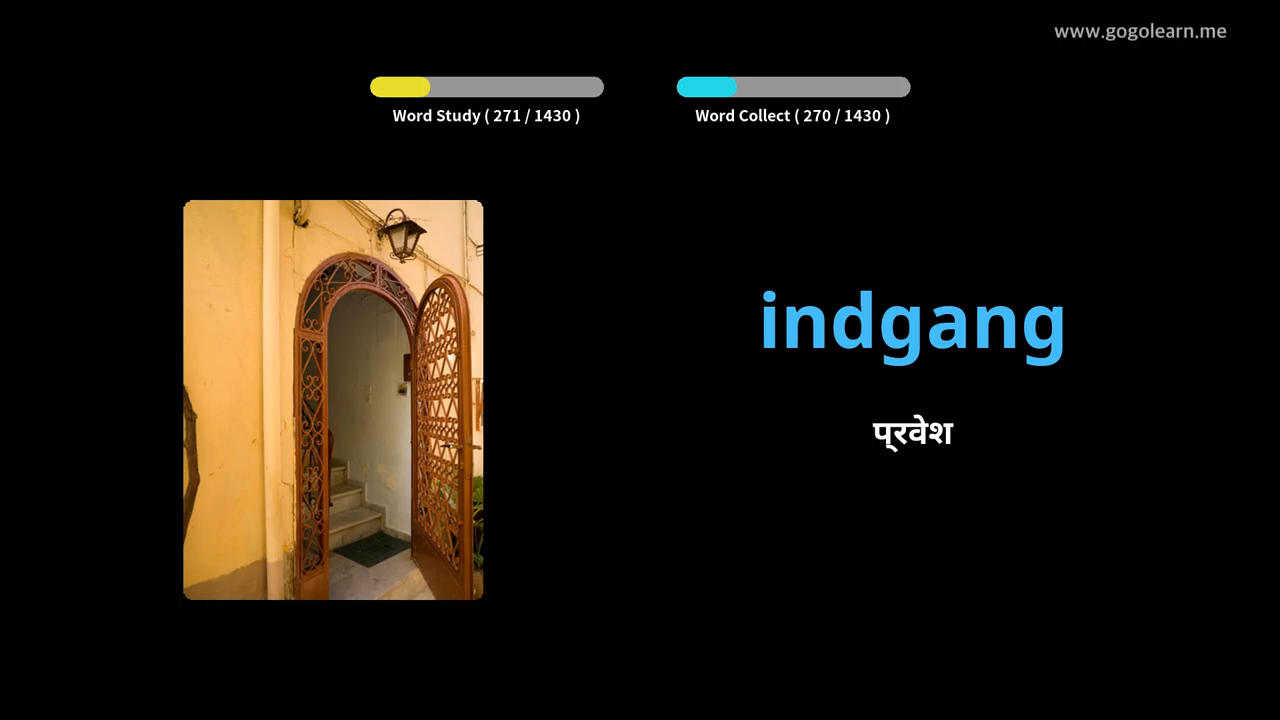 www.gogolearn.me
Word Study ( 271 / 1430 )
Word Collect ( 270 / 1430 )
indgang
प्रवेश